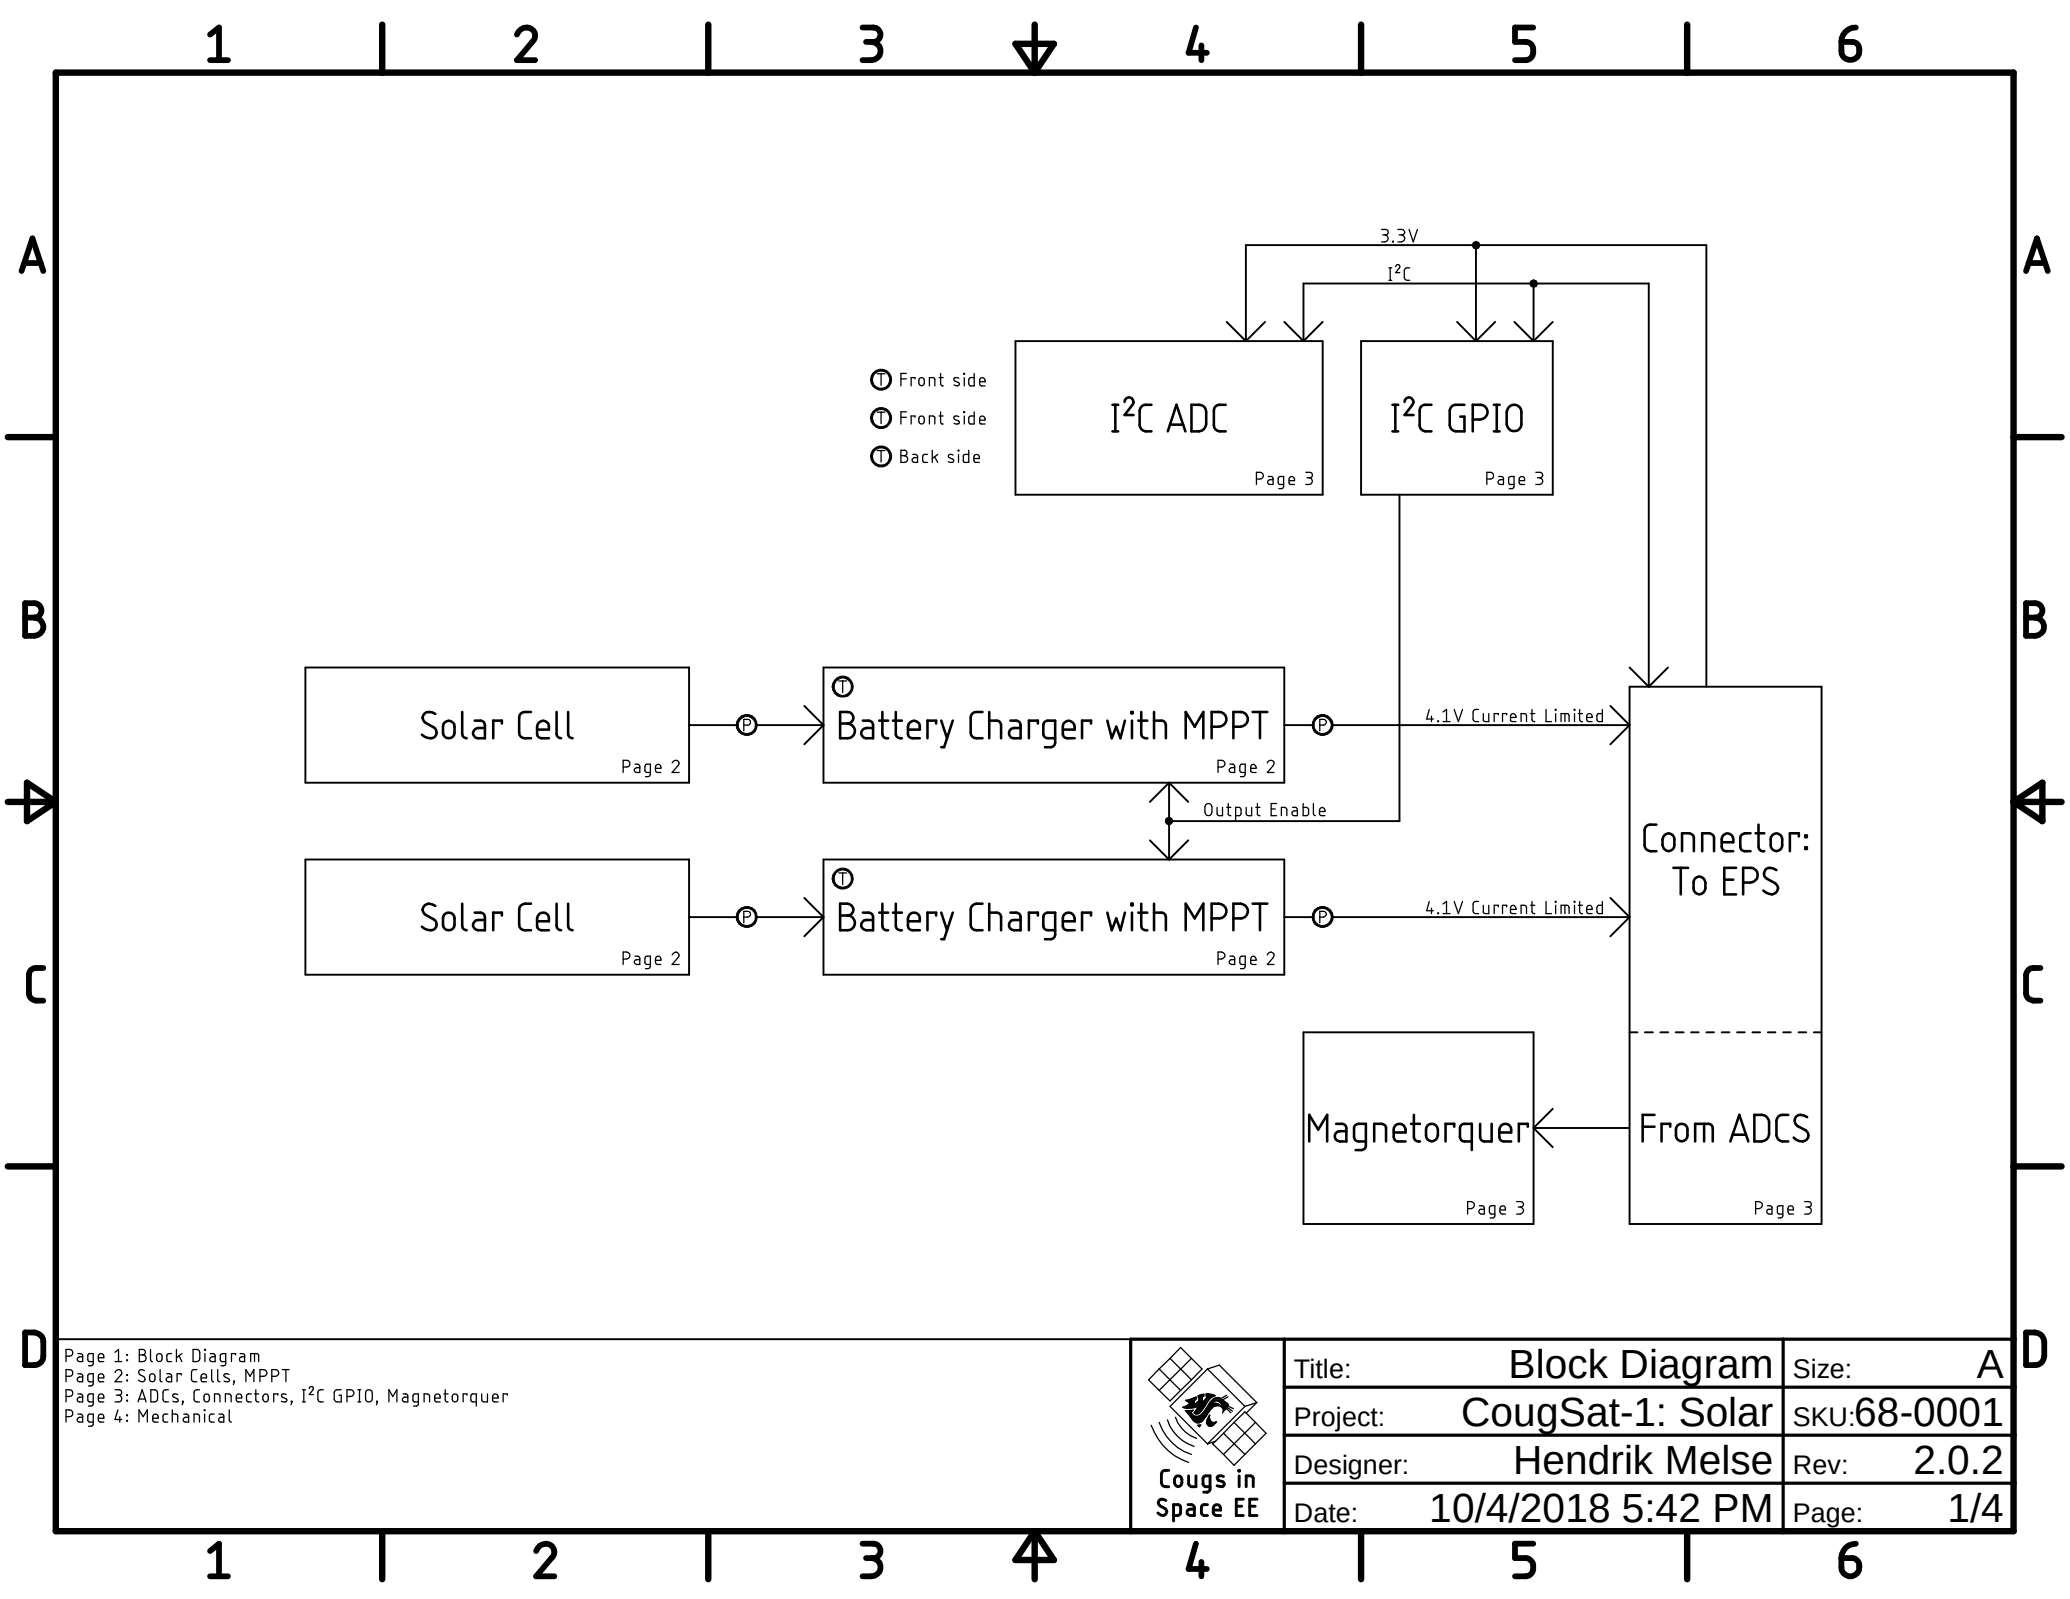 1 2 3 4 5 6
A A
3.3V
I²C
T Front side
T Front side
T Back side
I²C ADC
Page 3
I²C GPIO
Page 3
B B
Solar Cell
Page 2
P
T
Battery Charger with MPPT
Page 2
P
4.1V Current Limited
Output Enable
Solar Cell
Page 2
P
T
Battery Charger with MPPT
Page 2
P
4.1V Current Limited
Connector:
To EPS
C C
Magnetorquer
Page 3
From ADCS
Page 3
D D
Page 1: Block Diagram
Page 2: Solar Cells, MPPT
Page 3: ADCs, Connectors, I²C GPIO, Magnetorquer
Page 4: Mechanical
Cougs in
Space EE
Title: Block Diagram Size: A
Project: CougSat-1: Solar SKU: 68-0001
Designer: Hendrik Melse Rev: 2.0.2
Date: 10/4/2018 5:42 PM Page: 1/4
1 2 3 4 5 6